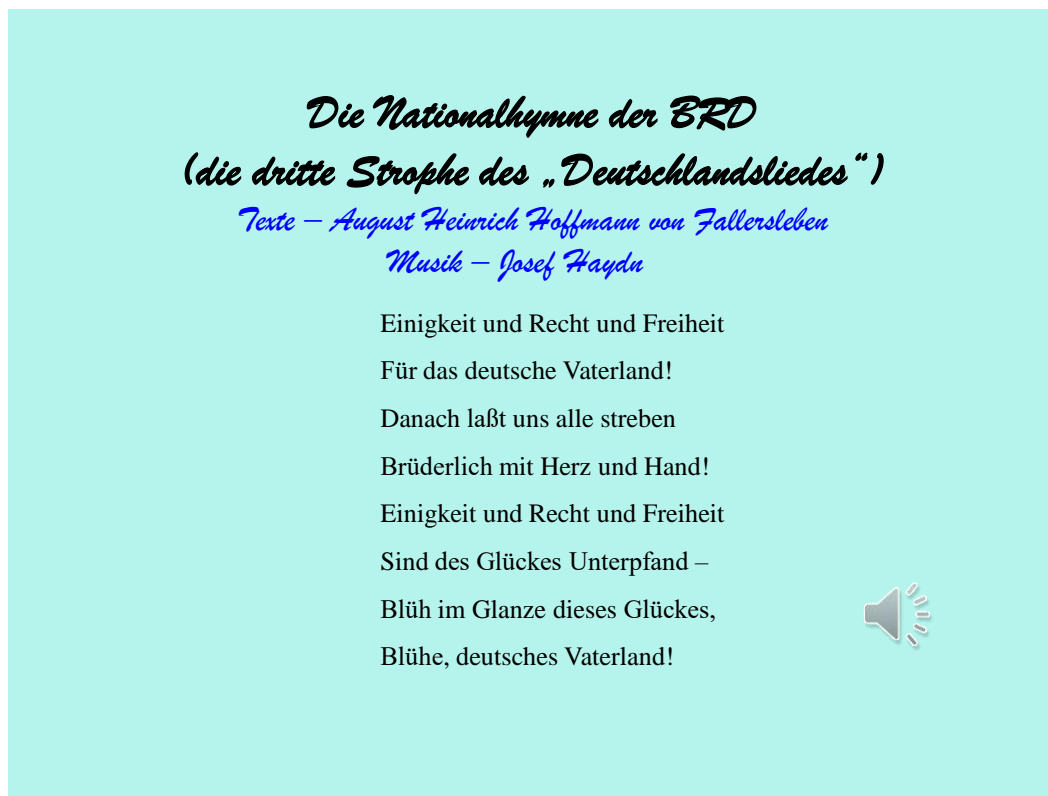 Die Nationalhymne der BRD
(die dritte Strophe des „Deutschlandsliedes“)
Texte – August Heinrich Hoffmann von Fallersleben
Musik – Josef Haydn
Einigkeit und Recht und Freiheit
Für das deutsche Vaterland!
Danach laßt uns alle streben
Brüderlich mit Herz und Hand!
Einigkeit und Recht und Freiheit
Sind des Glückes Unterpfand –
Blüh im Glanze dieses Glückes,
Blühe, deutsches Vaterland!